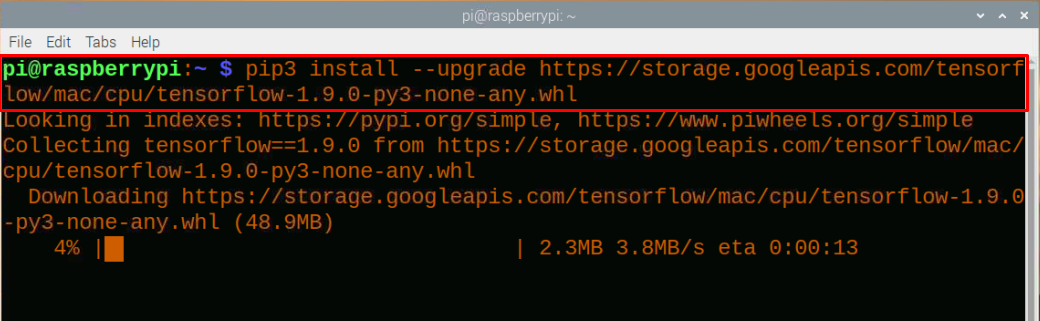 pi@raspberrypi: ~
File Edit Tabs Help
pi@raspberrypi:~ $ pip3 install --upgrade https://storage.googleapis.com/tensorf
low/mac/cpu/tensorflow-1.9.0-py3-none-any.whl
Looking in indexes: https://pypi.org/simple, https://www.piwheels.org/simple
Collecting tensorflow==1.9.0 from https://storage.googleapis.com/tensorflow/mac/
cpu/tensorflow-1.9.0-py3-none-any.whl
  Downloading https://storage.googleapis.com/tensorflow/mac/cpu/tensorflow-1.9.0
-py3-none-any.whl (48.9MB)
    4% |█                                | 2.3MB 3.8MB/s eta 0:00:13